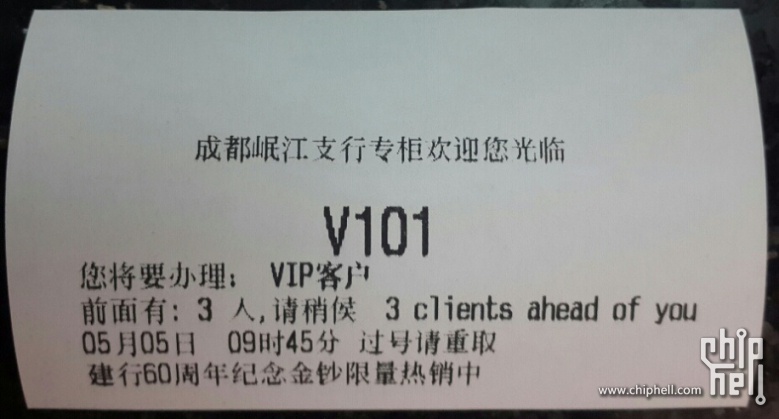 成都岷江支行专柜欢迎您光临
V101
您将要办理： VIP客户
前面有: 3 人,请稍侯 3 clients ahead of you
05月05日 09时45分 过号请重取
建行60周年纪念金钞限量热销中
chip
hell
www.chiphell.com